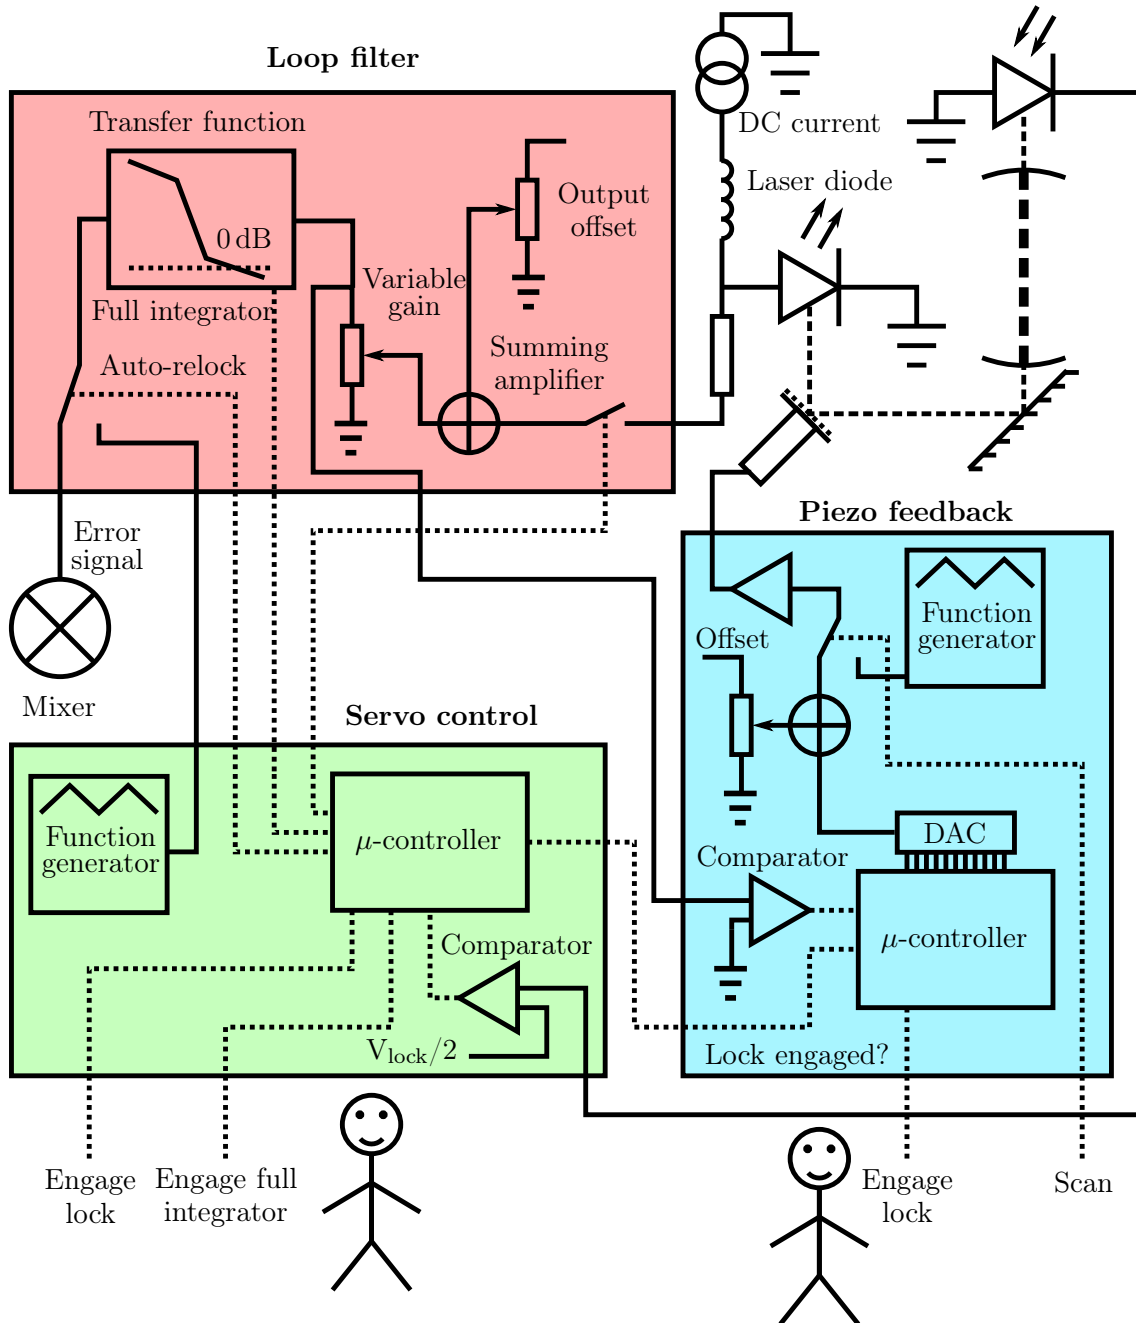 Loop filter
Transfer function
0 dB
Full integrator
Variable
gain
Output
offset
Auto-relock
Summing
amplifier
DC current
Laser diode
Error
signal
Mixer
Piezo feedback
Function
generator
Offset
DAC
Comparator
μ-controller
Lock engaged?
Servo control
Function
generator
μ-controller
Comparator
V_lock/2
Engage
lock
Engage full
integrator
Engage
lock
Scan